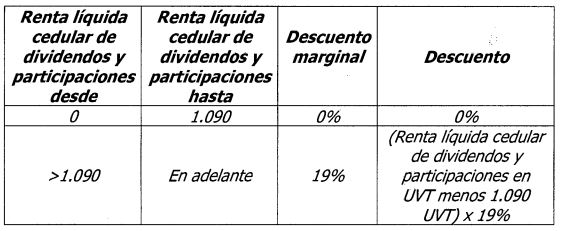 Renta líquida
cedular de
dividendos y
participaciones
desde
Renta líquida
cedular de
dividendos y
participaciones
hasta
Descuento
marginal
Descuento
0
1.090
0%
0%
>1.090
En adelante
19%
(Renta líquida cedular
de dividendos y
participaciones en
UVT menos 1.090
UVT) x 19%